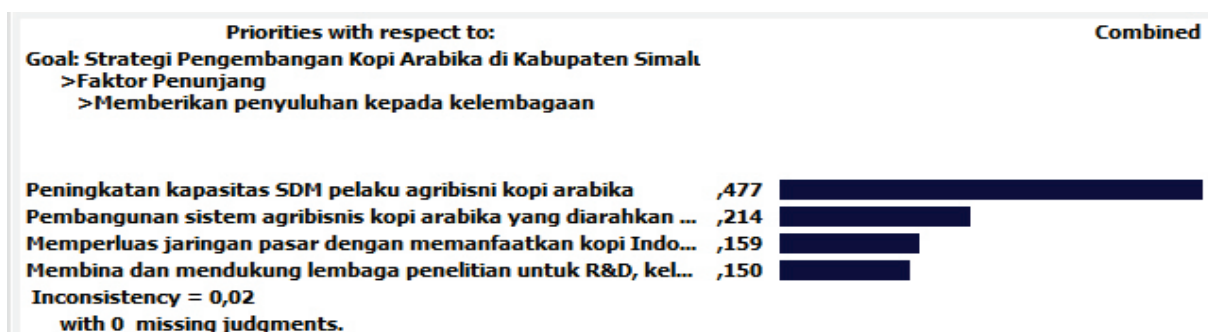 Priorities with respect to: Combined
Goal: Strategi Pengembangan Kopi Arabika di Kabupaten Simalu
>Faktor Penunjang
>Memberikan penyuluhan kepada kelembagaan
Peningkatan kapasitas SDM pelaku agribisni kopi arabika ,477
Pembangunan sistem agribisnis kopi arabika yang diarahkan ... ,214
Memperluas jaringan pasar dengan memanfaatkan kopi Indo... ,159
Membina dan mendukung lembaga penelitian untuk R&D, kel... ,150
Inconsistency = 0,02
with 0 missing judgments.